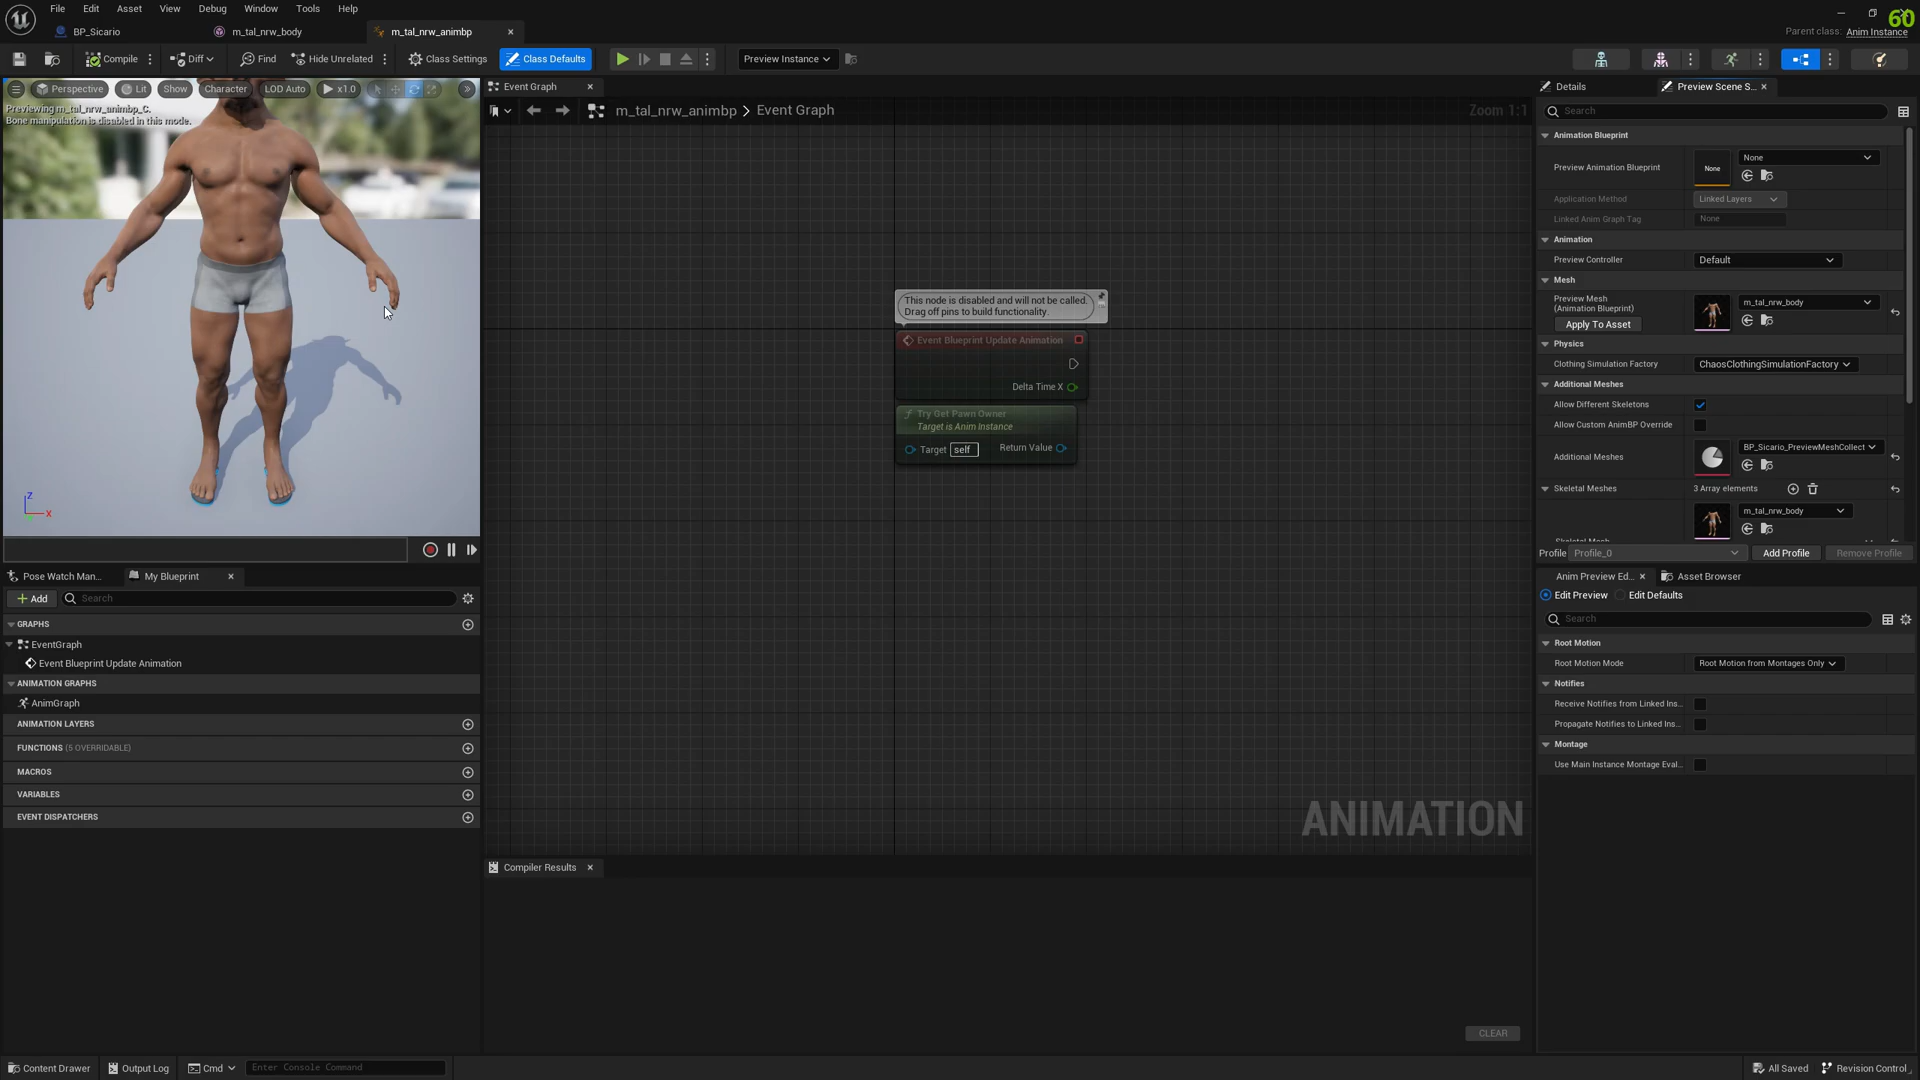 File Edit Asset View Debug Window Tools Help
60
BP_Sicario m_tal_nrw_body m_tal_nrw_animbp
Parent class: Anim Instance
Compile Diff Find Hide Unrelated Class Settings Class Defaults Preview Instance
Perspective Lit Show Character LOD Auto x1.0
Previewing m_tal_nrw_animbp_C.
Bone manipulation is disabled in this mode.
Z
X
Event Graph
m_tal_nrw_animbp > Event Graph
Zoom 1:1
This node is disabled and will not be called.
Drag off pins to build functionality.
Event Blueprint Update Animation
Delta Time X
Try Get Pawn Owner
Target is Anim Instance
Target self Return Value
ANIMATION
Compiler Results
CLEAR
Pose Watch Man... My Blueprint
Add Search
GRAPHS
EventGraph
Event Blueprint Update Animation
ANIMATION GRAPHS
AnimGraph
ANIMATION LAYERS
FUNCTIONS (5 OVERRIDABLE)
MACROS
VARIABLES
EVENT DISPATCHERS
Details Preview Scene S...
Search
Animation Blueprint
Preview Animation Blueprint None None
Application Method Linked Layers
Linked Anim Graph Tag None
Animation
Preview Controller Default
Mesh
Preview Mesh
(Animation Blueprint)
m_tal_nrw_body
Apply To Asset
Physics
Clothing Simulation Factory ChaosClothingSimulationFactory
Additional Meshes
Allow Different Skeletons
Allow Custom AnimBP Override
Additional Meshes BP_Sicario_PreviewMeshCollect
Skeletal Meshes 3 Array elements
m_tal_nrw_body
Skeletal Mesh
Profile Profile_0 Add Profile Remove Profile
Anim Preview Ed... Asset Browser
Edit Preview Edit Defaults
Search
Root Motion
Root Motion Mode Root Motion from Montages Only
Notifies
Receive Notifies from Linked Ins...
Propagate Notifies to Linked Ins...
Montage
Use Main Instance Montage Eval...
Content Drawer Output Log Cmd Enter Console Command All Saved Revision Control